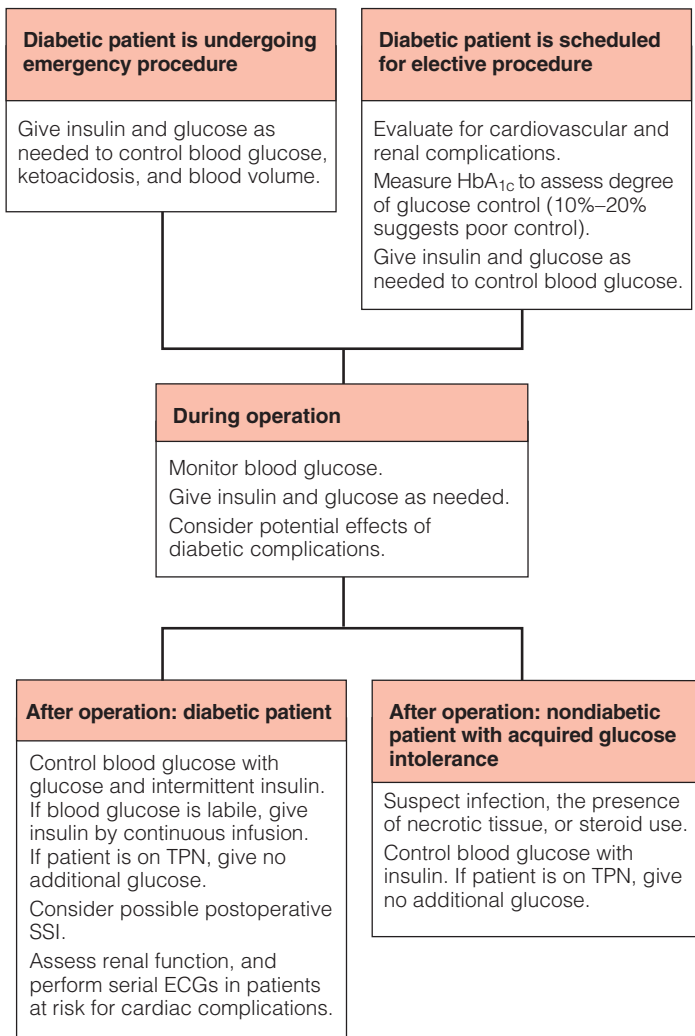 Diabetic patient is undergoing
emergency procedure
Give insulin and glucose as
needed to control blood glucose,
ketoacidosis, and blood volume.
Diabetic patient is scheduled
for elective procedure
Evaluate for cardiovascular and
renal complications.
Measure HbA1c to assess degree
of glucose control (10%–20%
suggests poor control).
Give insulin and glucose as
needed to control blood glucose.
During operation
Monitor blood glucose.
Give insulin and glucose as needed.
Consider potential effects of
diabetic complications.
After operation: diabetic patient
Control blood glucose with
glucose and intermittent insulin.
If blood glucose is labile, give
insulin by continuous infusion.
If patient is on TPN, give no
additional glucose.
Consider possible postoperative
SSI.
Assess renal function, and
perform serial ECGs in patients
at risk for cardiac complications.
After operation: nondiabetic
patient with acquired glucose
intolerance
Suspect infection, the presence
of necrotic tissue, or steroid use.
Control blood glucose with
insulin. If patient is on TPN, give
no additional glucose.